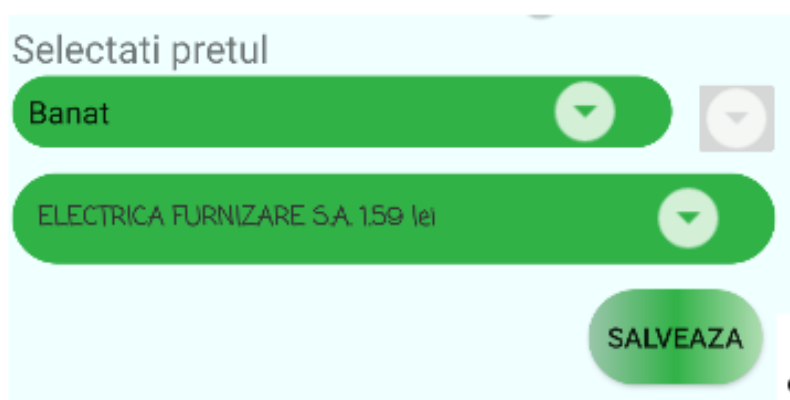 Selectati pretul
Banat
ELECTRICA FURNIZARE S.A. 1.59 lei
SALVEAZA